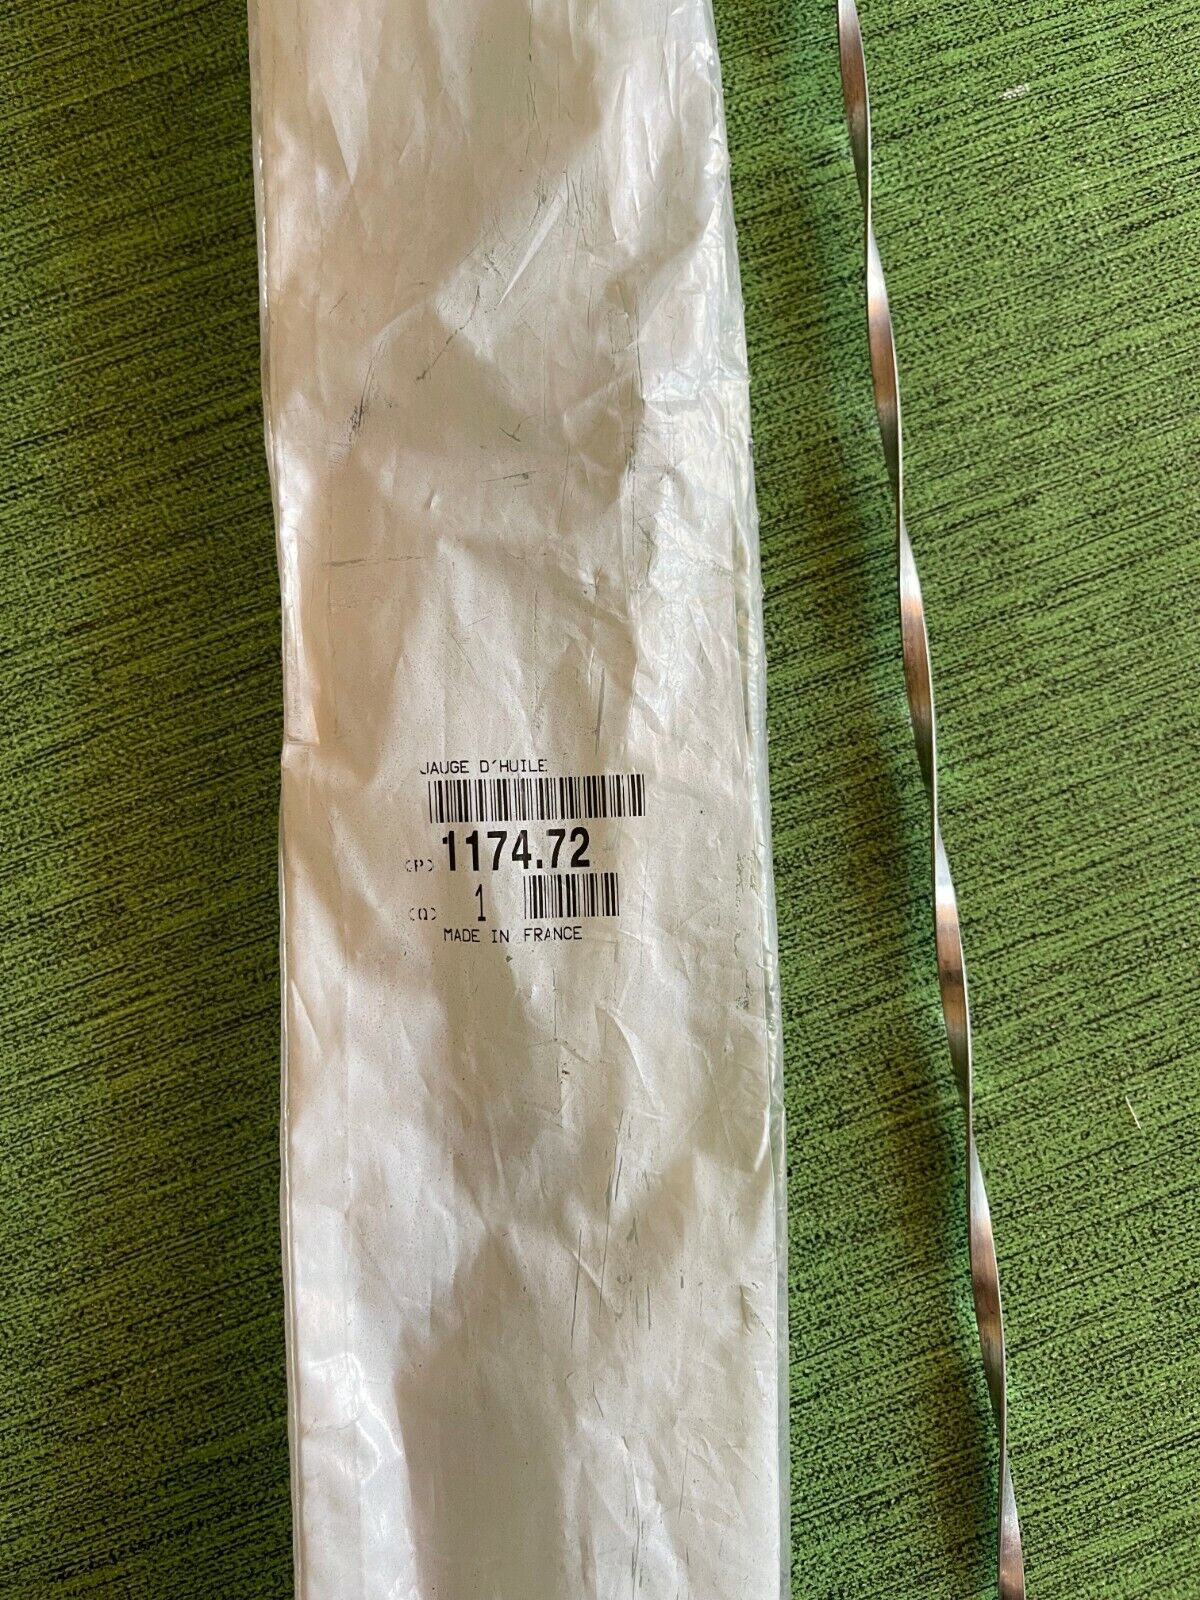 JAUGE D'HUILE
(P) 1174.72
(Q) 1
MADE IN FRANCE